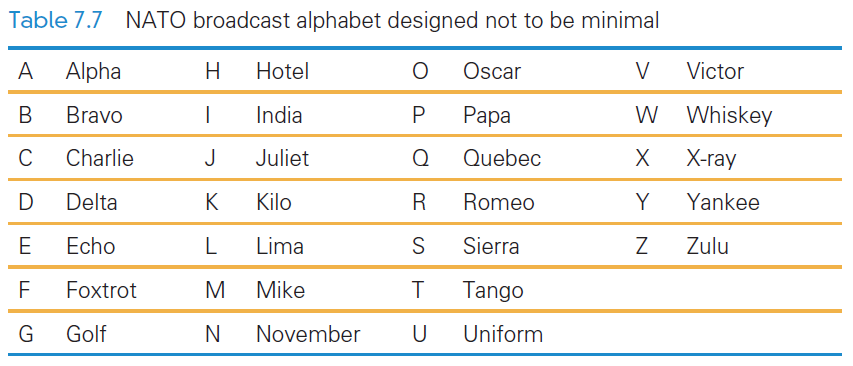 Table 7.7 NATO broadcast alphabet designed not to be minimal
A Alpha H Hotel O Oscar V Victor
B Bravo I India P Papa W Whiskey
C Charlie J Juliet Q Quebec X X-ray
D Delta K Kilo R Romeo Y Yankee
E Echo L Lima S Sierra Z Zulu
F Foxtrot M Mike T Tango
G Golf N November U Uniform